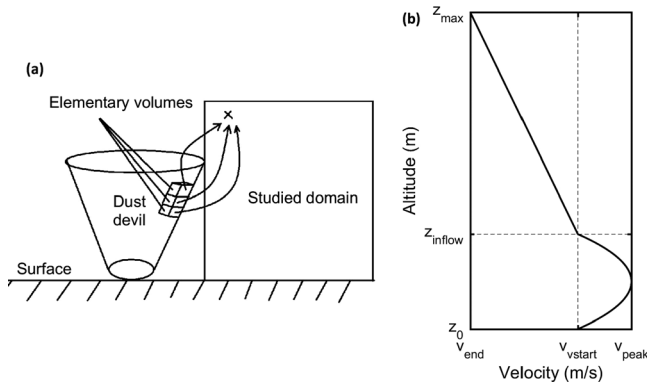 (a)
Elementary volumes
×
Dust
devil
Studied domain
Surface
(b)
z_max
Altitude (m)
z_inflow
z_0
v_end
v_vstart
v_peak
Velocity (m/s)